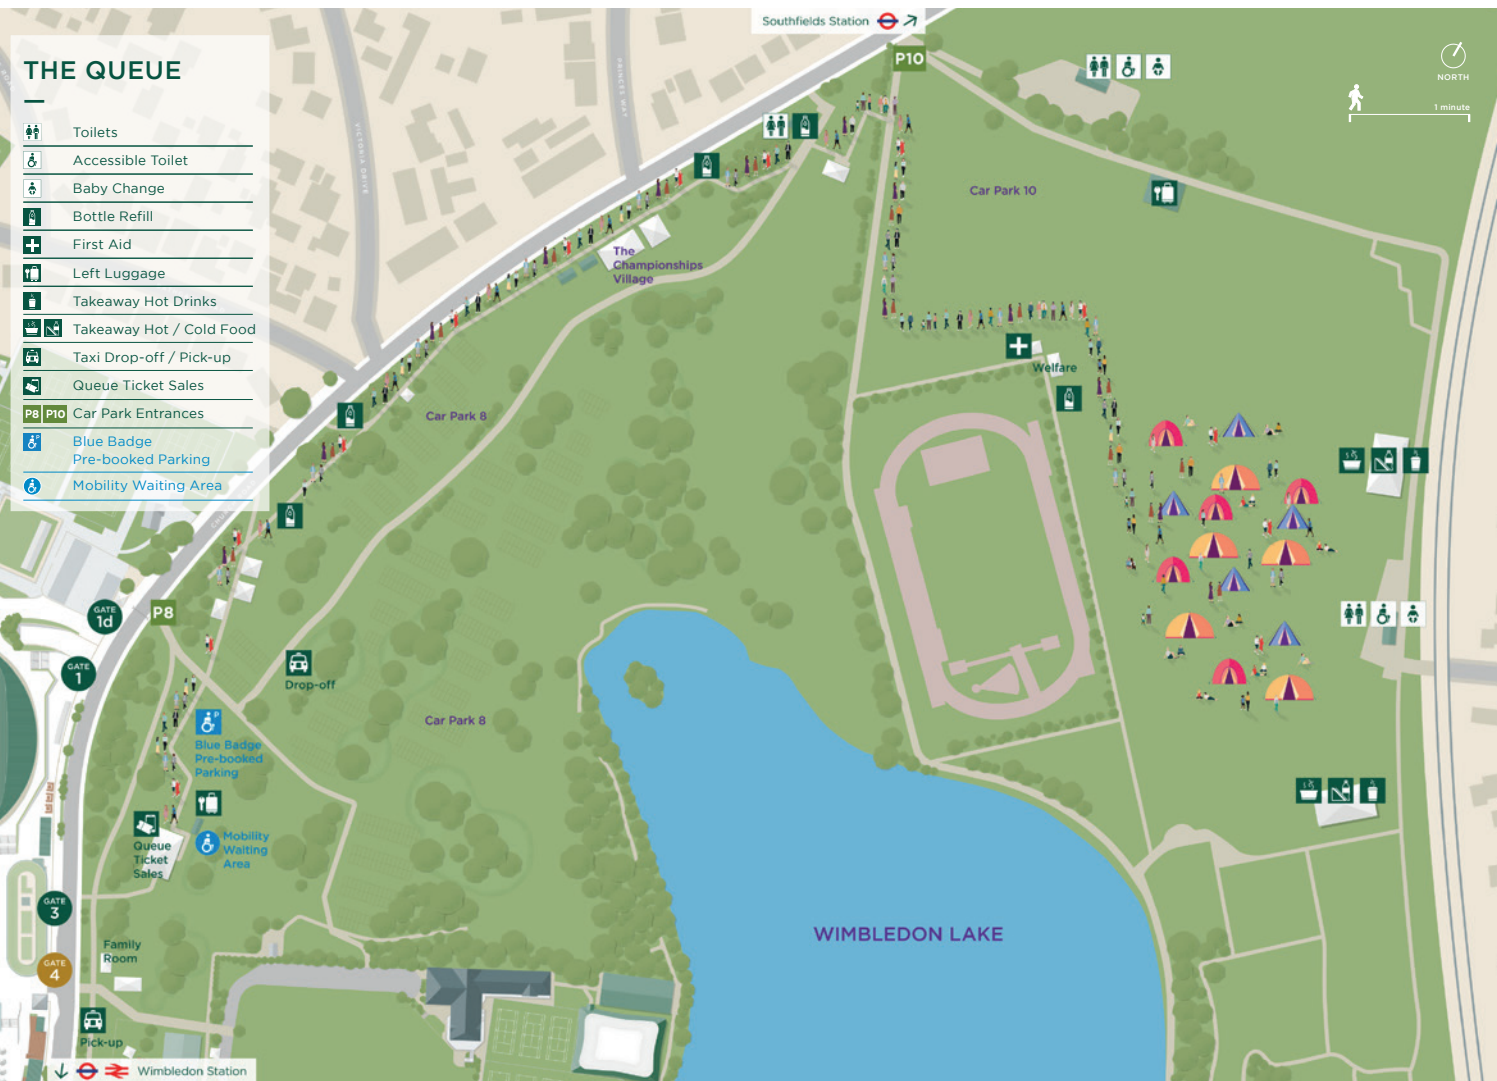 Southfields Station
THE QUEUE
Toilets
Accessible Toilet
Baby Change
Bottle Refill
First Aid
Left Luggage
Takeaway Hot Drinks
Takeaway Hot / Cold Food
Taxi Drop-off / Pick-up
Queue Ticket Sales
P8 P10 Car Park Entrances
P
Blue Badge
Pre-booked Parking
Mobility Waiting Area
VICTORIA DRIVE
PRINCES WAY
P10
NORTH
1 minute
Car Park 10
The
Championships
Village
Welfare
Car Park 8
GATE
1d
P8
GATE
1
Drop-off
Car Park 8
P
Blue Badge
Pre-booked
Parking
Mobility
Waiting
Area
Queue
Ticket
Sales
GATE
3
Family
Room
GATE
4
WIMBLEDON LAKE
Pick-up
Wimbledon Station